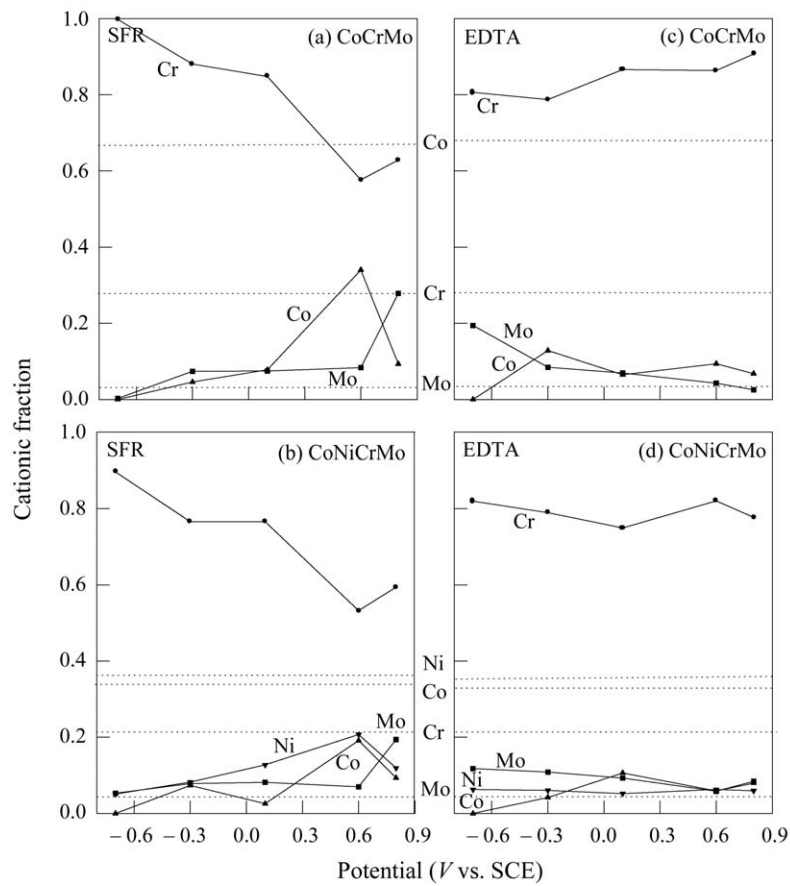 Cationic fraction
1.0
0.8
0.6
0.4
0.2
0.0
SFR
(a) CoCrMo
Cr
Co
Mo
EDTA
(c) CoCrMo
Cr
Co
Cr
Mo
Co
Mo
1.0
0.8
0.6
0.4
0.2
0.0
SFR
(b) CoNiCrMo
Ni
Mo
Co
EDTA
(d) CoNiCrMo
Cr
Ni
Co
Cr
Mo
Mo
Ni
Co
– 0.6 – 0.3 0.0 0.3 0.6 0.9
– 0.6 – 0.3 0.0 0.3 0.6 0.9
Potential (V vs. SCE)